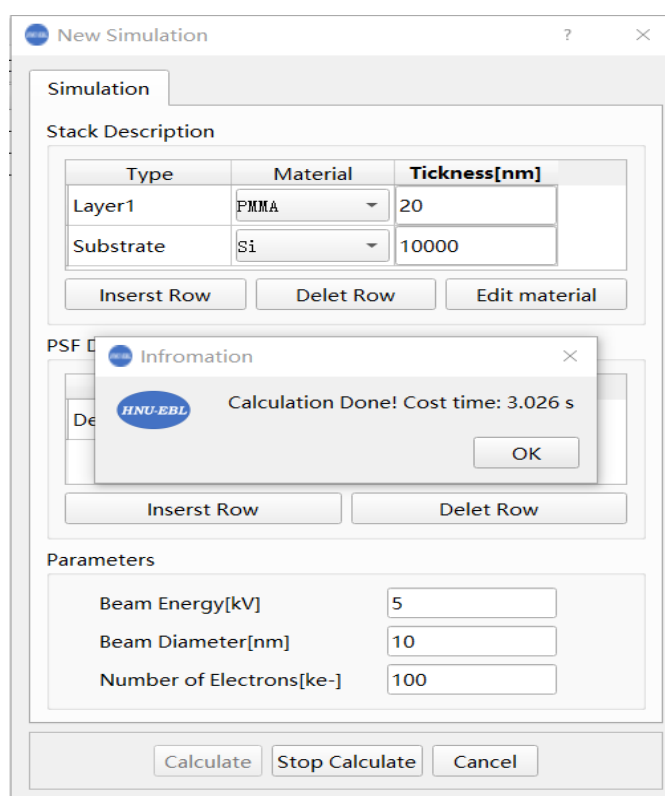 New Simulation
Simulation
Stack Description
Type Material Tickness[nm]
Layer1 PMMA 20
Substrate Si 10000
Inserst Row Delet Row Edit material
PSF D
Infromation
HNU-EBL Calculation Done! Cost time: 3.026 s
De
OK
Inserst Row Delet Row
Parameters
Beam Energy[kV] 5
Beam Diameter[nm] 10
Number of Electrons[ke-] 100
Calculate Stop Calculate Cancel